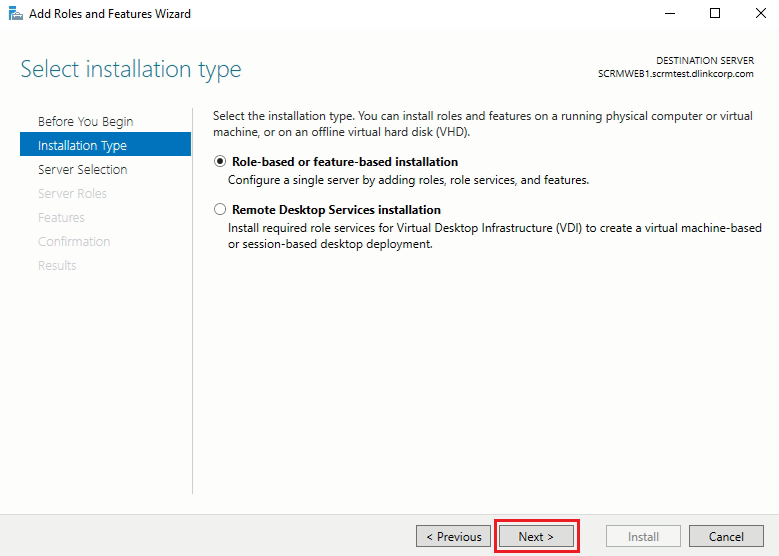 Add Roles and Features Wizard
Select installation type
DESTINATION SERVER
SCRMWEB1.scrmtest.dlinkcorp.com
Before You Begin
Installation Type
Server Selection
Server Roles
Features
Confirmation
Results
Select the installation type. You can install roles and features on a running physical computer or virtual
machine, or on an offline virtual hard disk (VHD).
Role-based or feature-based installation
Configure a single server by adding roles, role services, and features.
Remote Desktop Services installation
Install required role services for Virtual Desktop Infrastructure (VDI) to create a virtual machine-based
or session-based desktop deployment.
< Previous
Next >
Install
Cancel